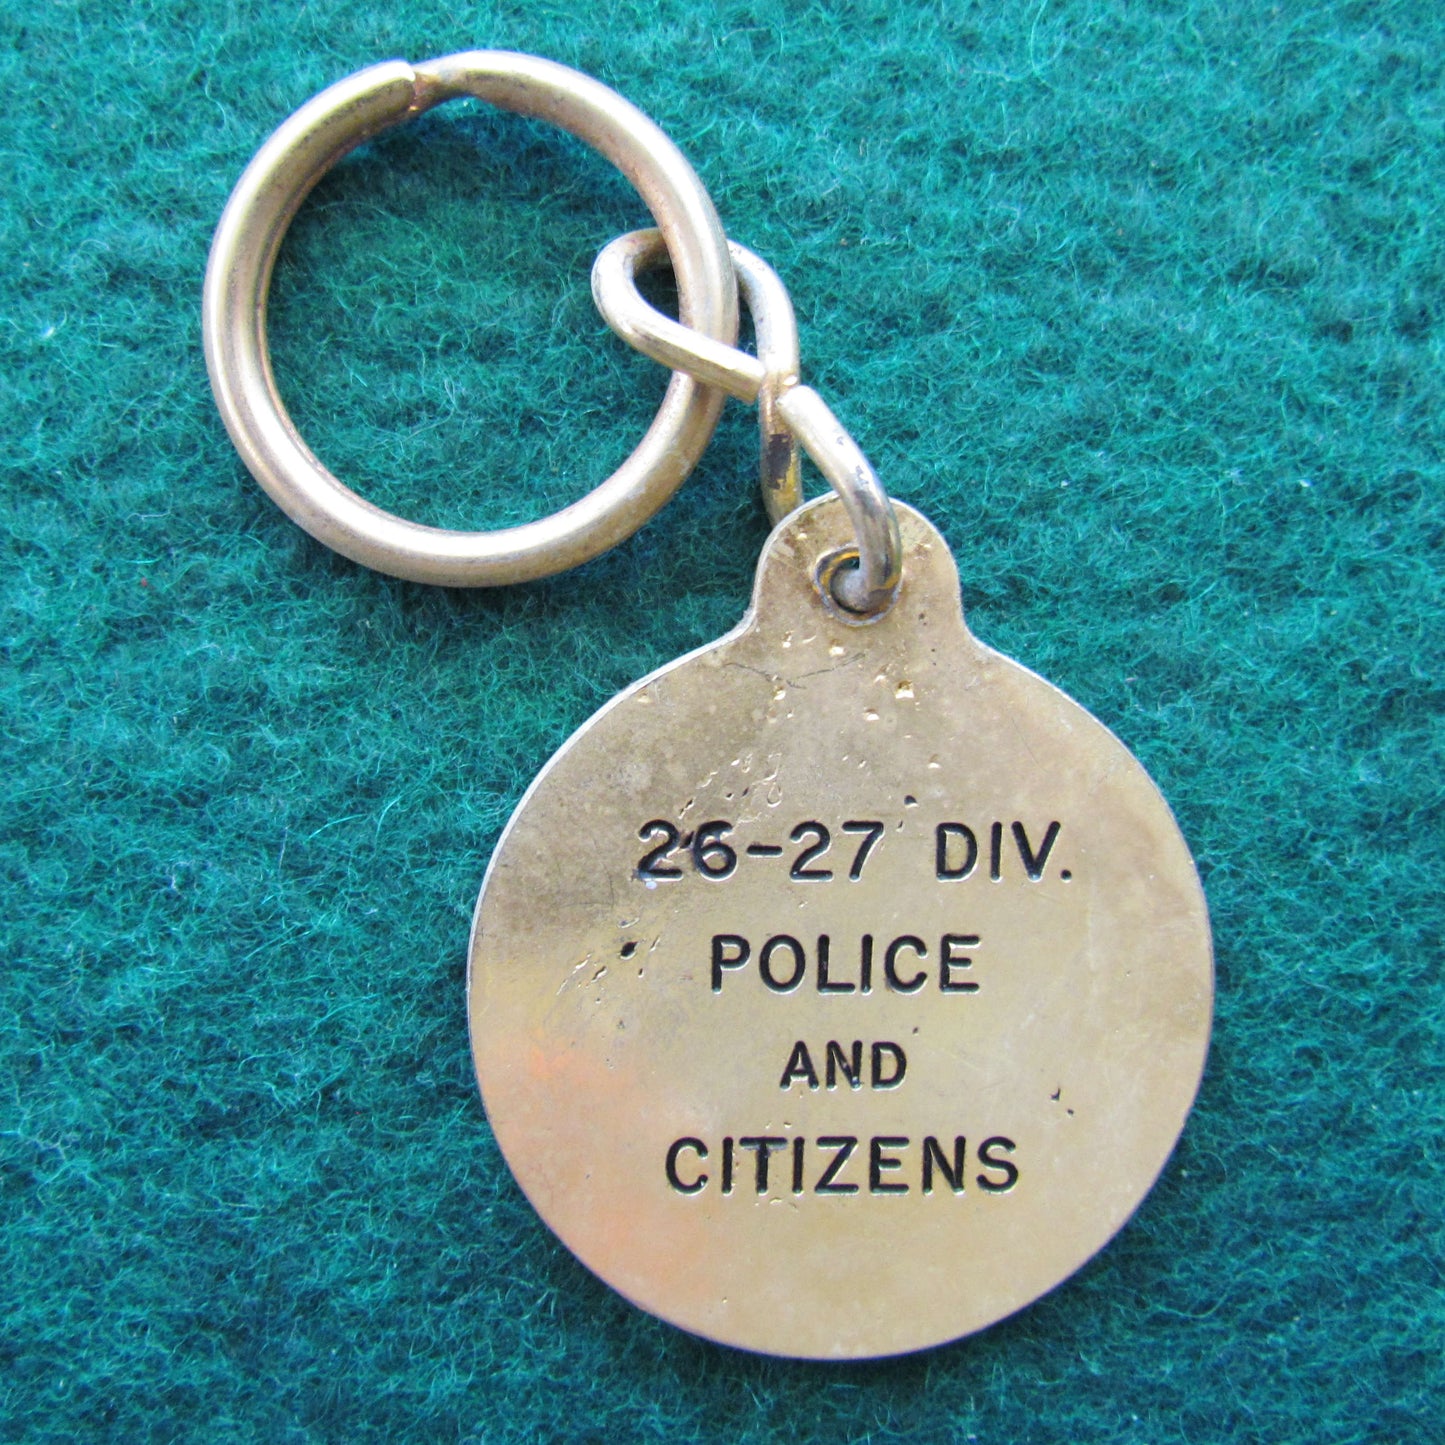 26-27 DIV.
POLICE
AND
CITIZENS